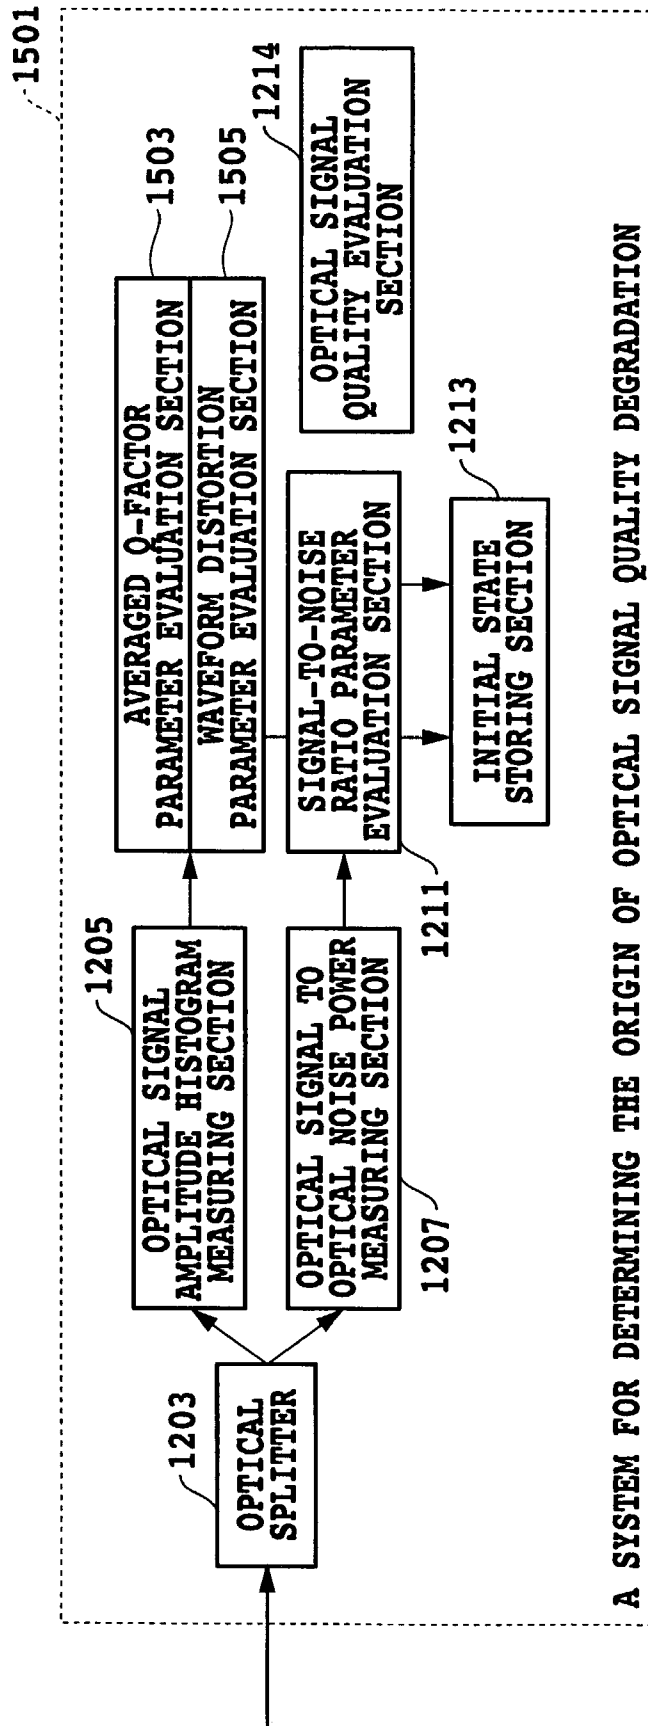 1501
1203
OPTICAL
SPLITTER
1205
OPTICAL SIGNAL
AMPLITUDE HISTOGRAM
MEASURING SECTION
OPTICAL SIGNAL TO
OPTICAL NOISE POWER
MEASURING SECTION
1207
1503
AVERAGED Q-FACTOR
PARAMETER EVALUATION SECTION
WAVEFORM DISTORTION
PARAMETER EVALUATION SECTION
1505
SIGNAL-TO-NOISE
RATIO PARAMETER
EVALUATION SECTION
1211
1214
OPTICAL SIGNAL
QUALITY EVALUATION
SECTION
INITIAL STATE
STORING SECTION
1213
A SYSTEM FOR DETERMINING THE ORIGIN OF OPTICAL SIGNAL QUALITY DEGRADATION